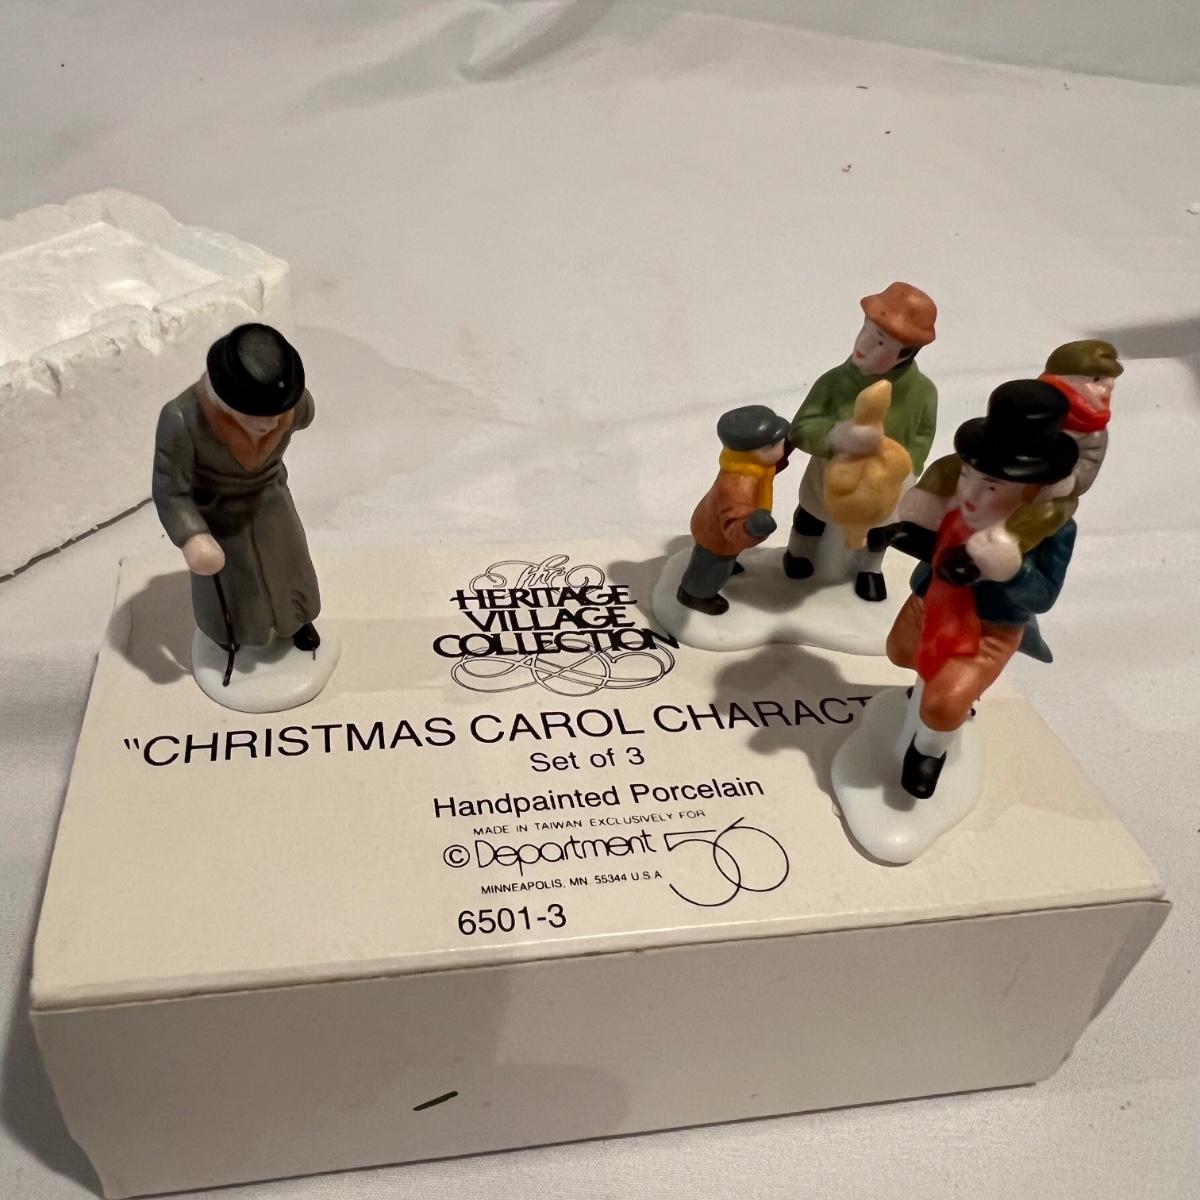 The
HERITAGE
VILLAGE
COLLECTION
"CHRISTMAS CAROL CHARACT
Set of 3
Handpainted Porcelain
MADE IN TAIWAN EXCLUSIVELY FOR
© Department 56
MINNEAPOLIS, MN 55344 U.S.A
6501-3